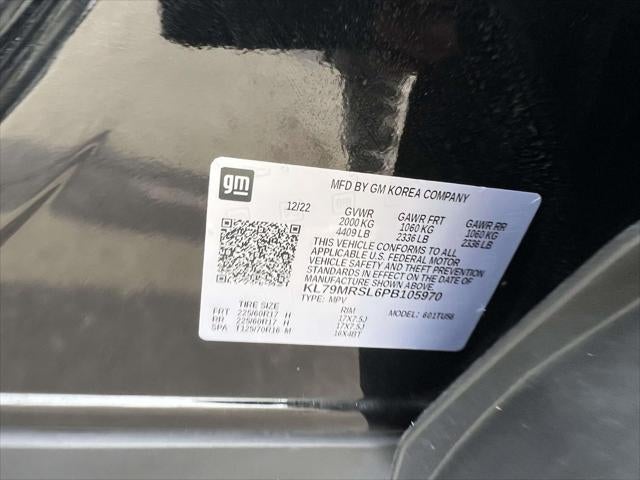 gm
MFD BY GM KOREA COMPANY
12/22
GVWR GAWR FRT GAWR RR
2000 KG 1060 KG 1060 KG
4409 LB 2336 LB 2336 LB
THIS VEHICLE CONFORMS TO ALL
APPLICABLE U.S. FEDERAL MOTOR
VEHICLE SAFETY AND THEFT PREVENTION
STANDARDS IN EFFECT ON THE DATE OF
MANUFACTURE SHOWN ABOVE.
KL79MRSL6PB105970
TYPE: MPV MODEL: 601TUS6
TIRE SIZE RIM
FRT 225/60R17 H 17X7.5J
RR 225/60R17 H 17X7.5J
SPA T125/70R16 M 16X4BT